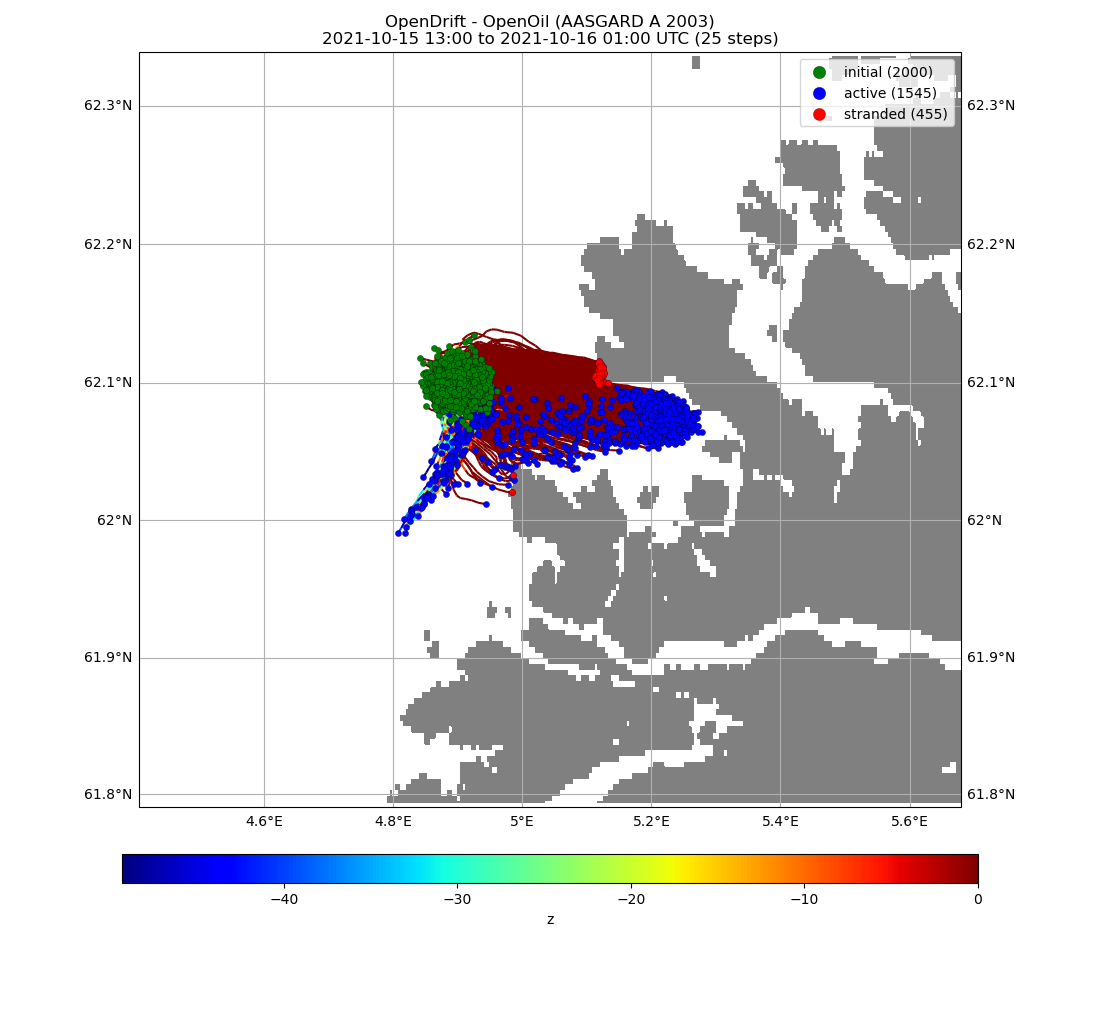 OpenDrift - OpenOil (AASGARD A 2003)
2021-10-15 13:00 to 2021-10-16 01:00 UTC (25 steps)
initial (2000)
active (1545)
stranded (455)
62.3°N 62.3°N
62.2°N 62.2°N
62.1°N 62.1°N
62°N 62°N
61.9°N 61.9°N
61.8°N 61.8°N
4.6°E 4.8°E 5°E 5.2°E 5.4°E 5.6°E
−40 −30 −20 −10 0
z